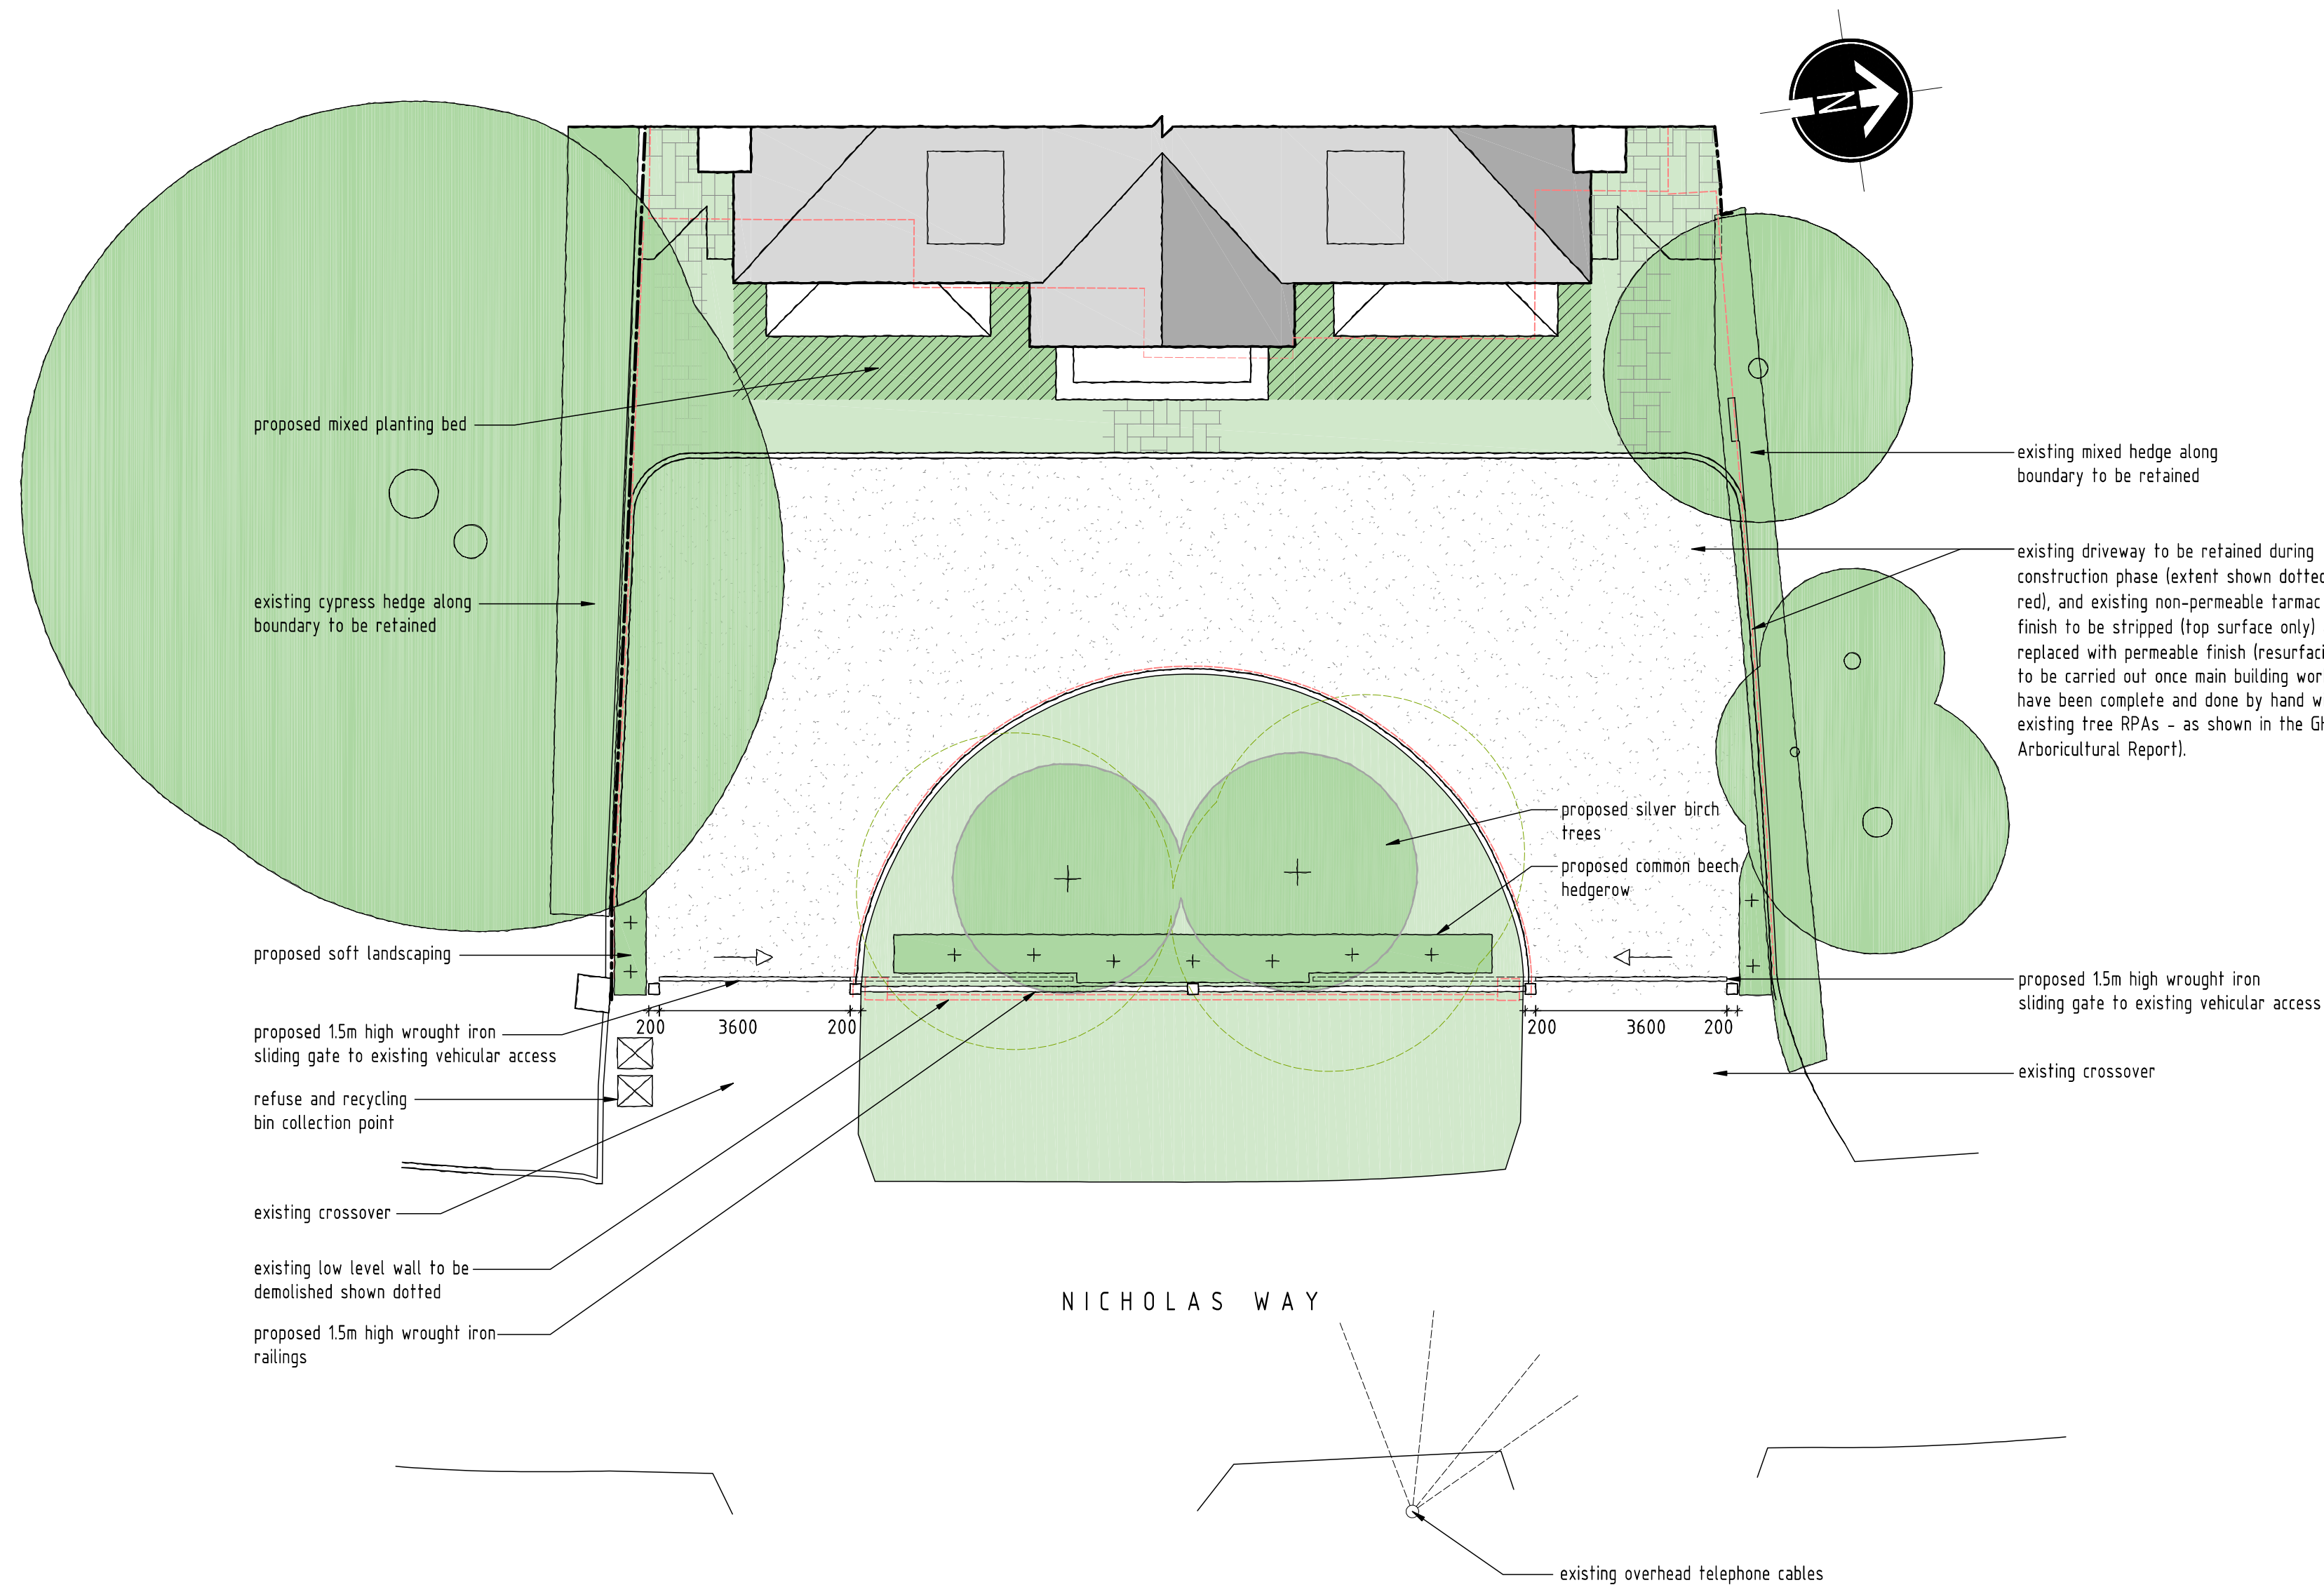 N
proposed mixed planting bed
existing mixed hedge along
boundary to be retained
existing driveway to be retained during
construction phase (extent shown dotted
red), and existing non-permeable tarmac
finish to be stripped (top surface only)
replaced with permeable finish
to be carried out once main building
have been complete and done by hand
existing tree RPAs - as shown in the
Arboricultural Report).
existing cypress hedge along
boundary to be retained
proposed silver birch
trees
proposed common beech
hedgerow
proposed soft landscaping
proposed 1.5m high wrought iron
sliding gate to existing vehicular access
200 3600 200
200 3600 200
proposed 1.5m high wrought iron
sliding gate to existing vehicular access
existing crossover
refuse and recycling
bin collection point
existing crossover
existing low level wall to be
demolished shown dotted
proposed 1.5m high wrought iron
railings
NICHOLAS WAY
existing overhead telephone cables